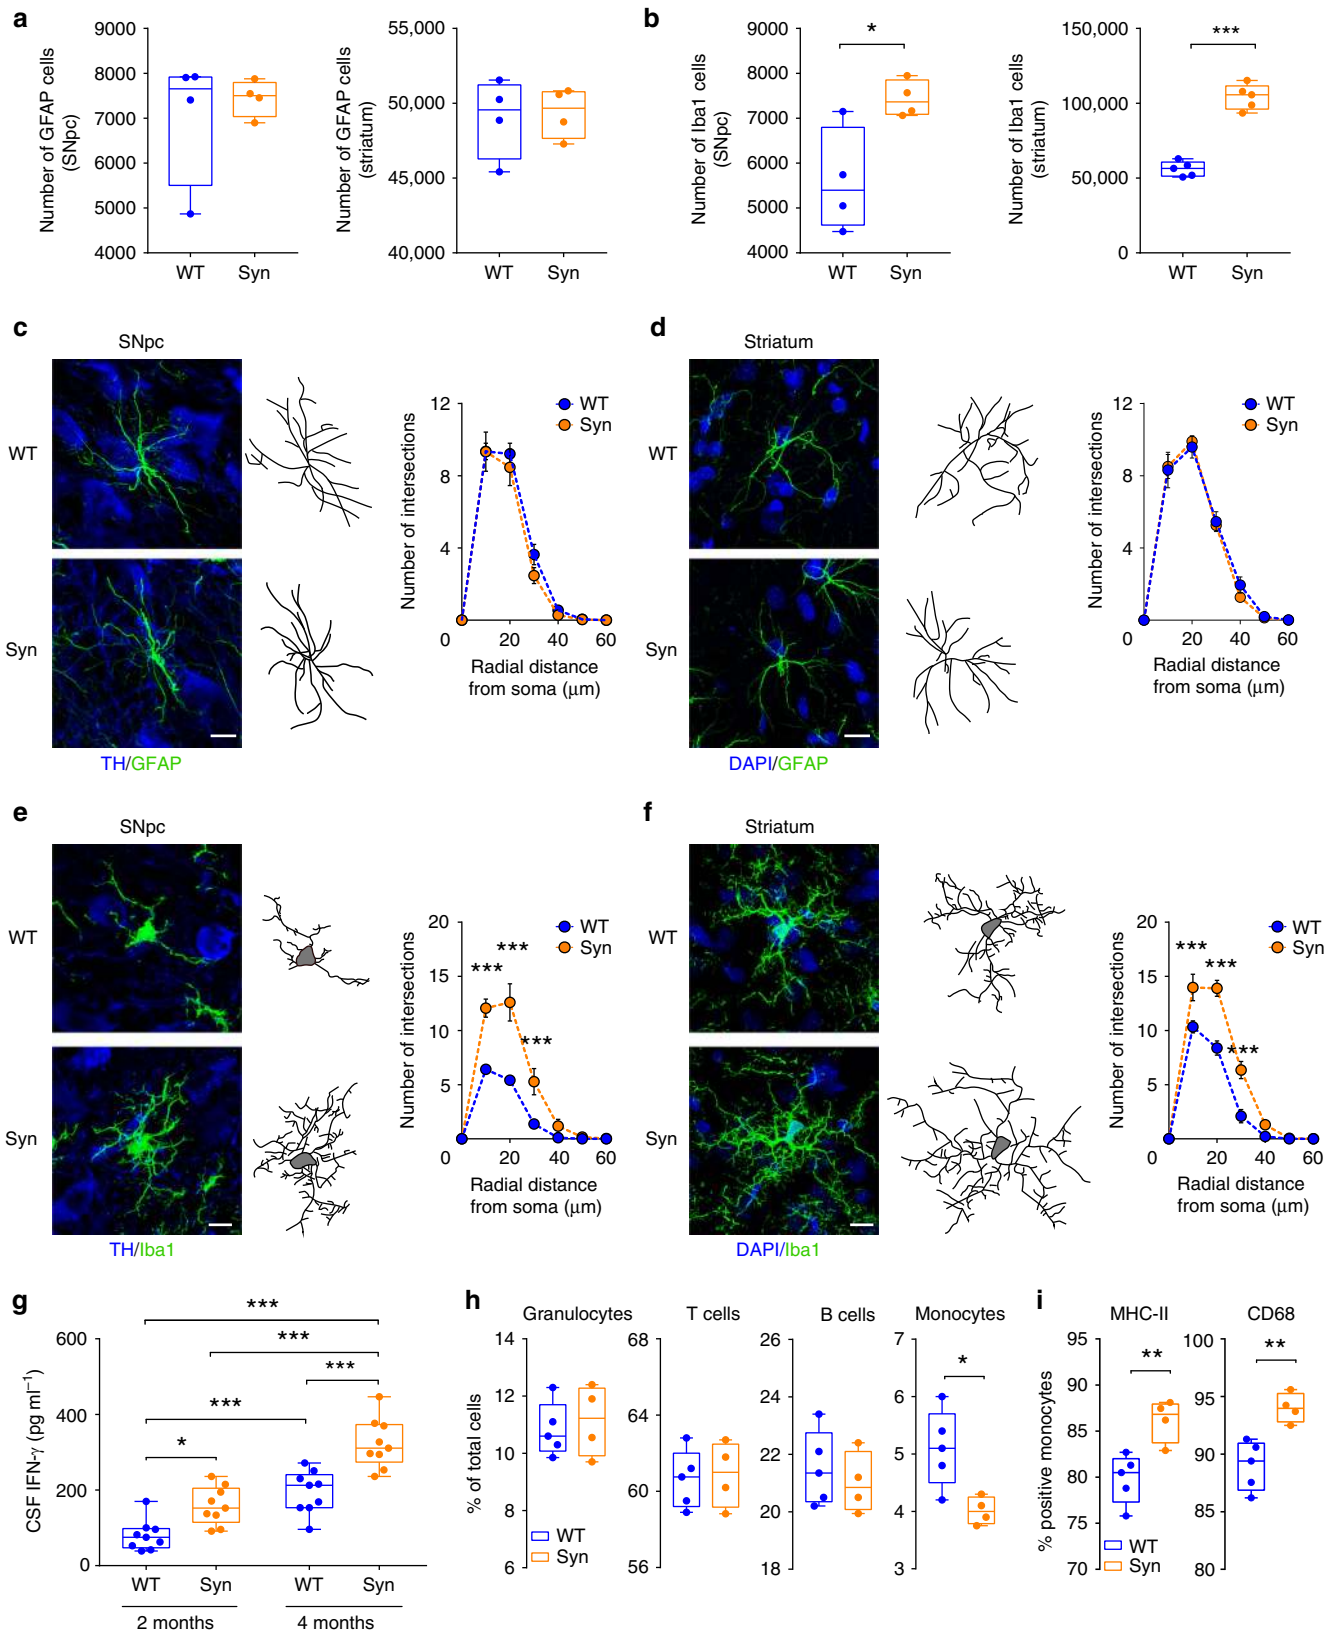 a
Number of GFAP cells
(SNpc)
9000
8000
7000
6000
5000
4000
WT
Syn
Number of GFAP cells
(striatum)
55,000
50,000
45,000
40,000
WT
Syn
b
Number of Iba1 cells
(SNpc)
9000
8000
7000
6000
5000
4000
*
WT
Syn
Number of Iba1 cells
(striatum)
150,000
100,000
50,000
0
***
WT
Syn
c
SNpc
WT
Syn
TH/GFAP
Number of intersections
12
8
4
0
20
40
60
WT
Syn
Radial distance
from soma (μm)
d
Striatum
WT
Syn
DAPI/GFAP
Number of intersections
12
8
4
0
20
40
60
WT
Syn
Radial distance
from soma (μm)
e
SNpc
WT
Syn
TH/Iba1
Number of intersections
20
15
10
5
0
20
40
60
WT
Syn
***
***
***
Radial distance
from soma (μm)
f
Striatum
WT
Syn
DAPI/Iba1
Number of intersections
20
15
10
5
0
20
40
60
WT
Syn
***
***
***
Radial distance
from soma (μm)
g
CSF IFN-γ (pg ml⁻¹)
600
400
200
0
***
***
***
***
*
WT
Syn
WT
Syn
2 months
4 months
h
% of total cells
Granulocytes
14
12
10
8
6
WT
Syn
T cells
68
64
60
56
B cells
26
24
22
20
18
Monocytes
7
6
5
4
3
*
i
% positive monocytes
MHC-II
95
90
85
80
75
70
**
WT
Syn
CD68
100
95
90
85
80
**